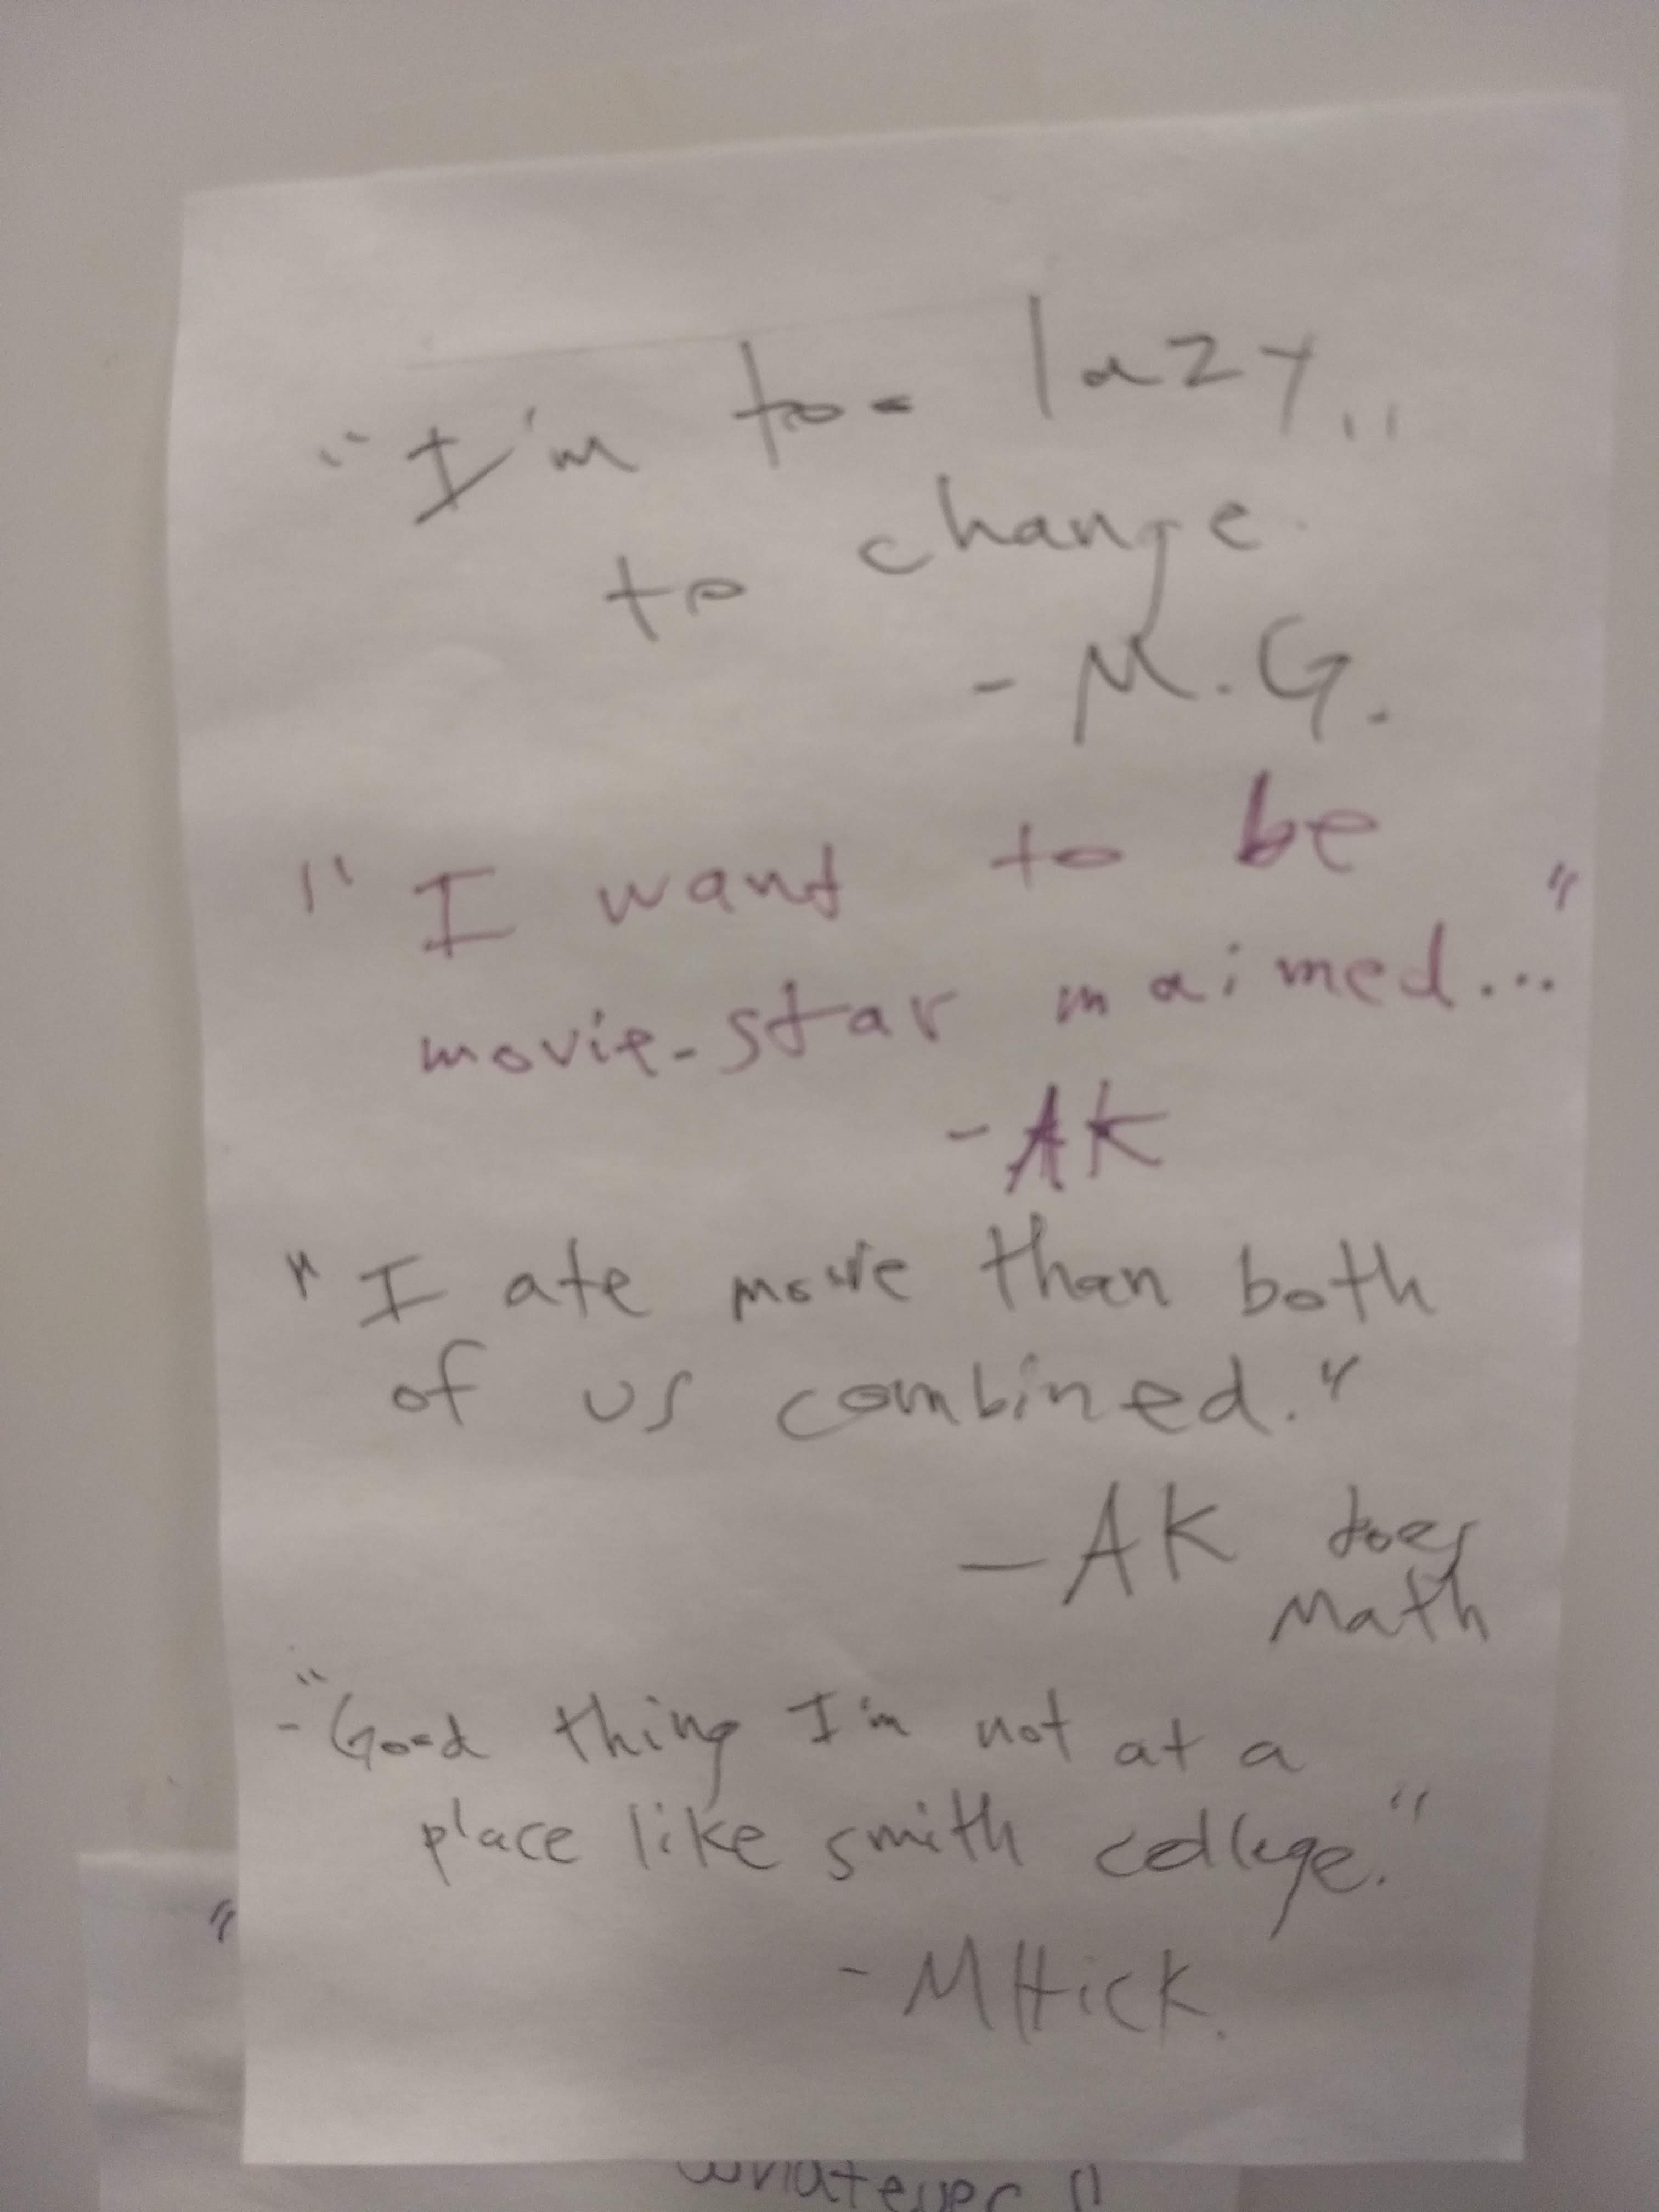 "I'm too lazy"
to change.
- M.G.
"I want to be
movie-star maimed..."
- AK
"I ate more than both
of us combined."
- AK does
Math
- "Good thing I'm not at a
place like smith college."
- MHick.
"
whatever"